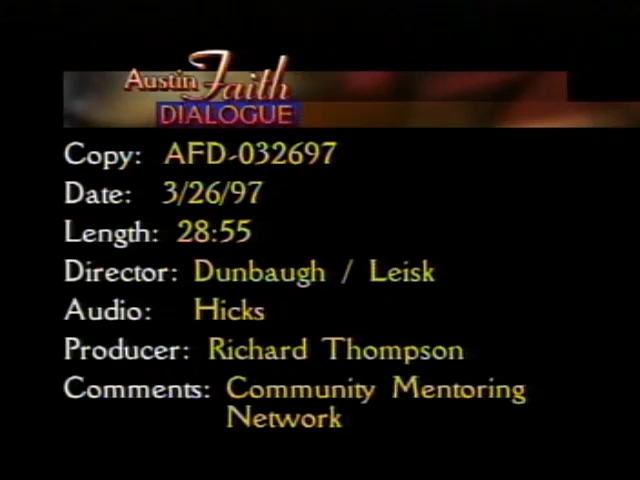 Austin Faith
DIALOGUE
Copy: AFD-032697
Date: 3/26/97
Length: 28:55
Director: Dunbaugh / Leisk
Audio: Hicks
Producer: Richard Thompson
Comments: Community Mentoring
Network